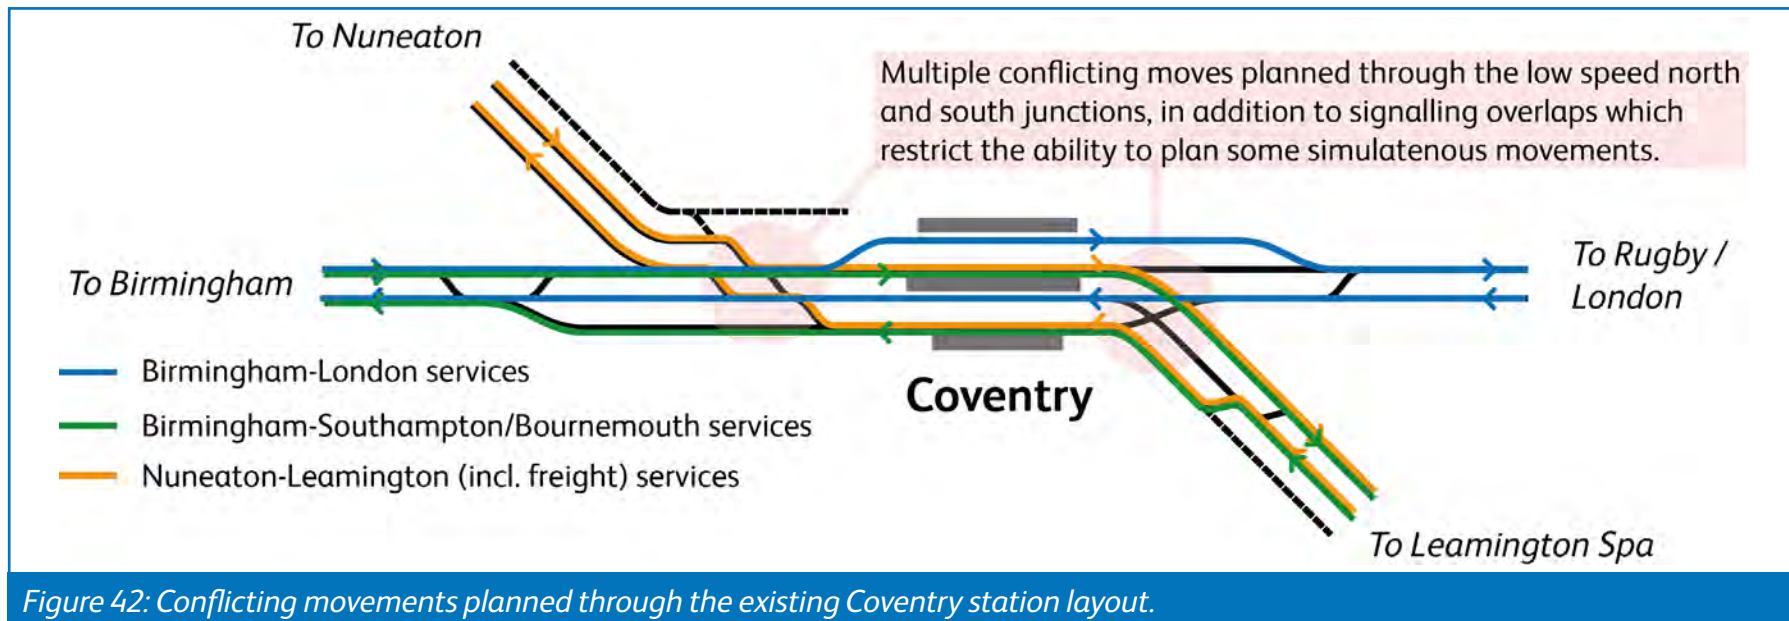 To Nuneaton
Multiple conflicting moves planned through the low speed north
and south junctions, in addition to signalling overlaps which
restrict the ability to plan some simulatenous movements.
To Birmingham
To Rugby /
London
Birmingham-London services
Coventry
Birmingham-Southampton/Bournemouth services
Nuneaton-Leamington (incl. freight) services
To Leamington Spa
Figure 42: Conflicting movements planned through the existing Coventry station layout.